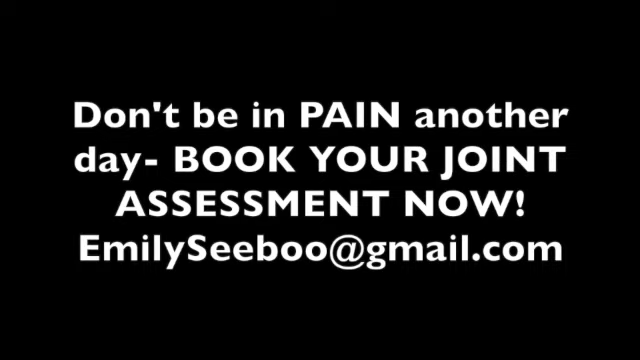 Don't be in PAIN another
day- BOOK YOUR JOINT
ASSESSMENT NOW!
EmilySeeboo@gmail.com